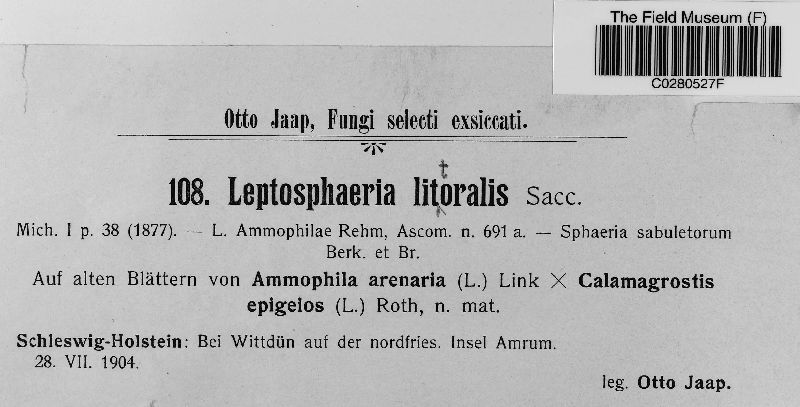 The Field Museum (F)
C0280527F
Otto Jaap, Fungi selecti exsiccati.
t
108. Leptosphaeria litoralis Sacc.
Mich. I p. 38 (1877). — L. Ammophilae Rehm, Ascom. n. 691 a. — Sphaeria sabuletorum
Berk. et Br.
Auf alten Blättern von Ammophila arenaria (L.) Link × Calamagrostis
epigeios (L.) Roth, n. mat.
Schleswig-Holstein: Bei Wittdün auf der nordfries. Insel Amrum.
28. VII. 1904.
leg. Otto Jaap.